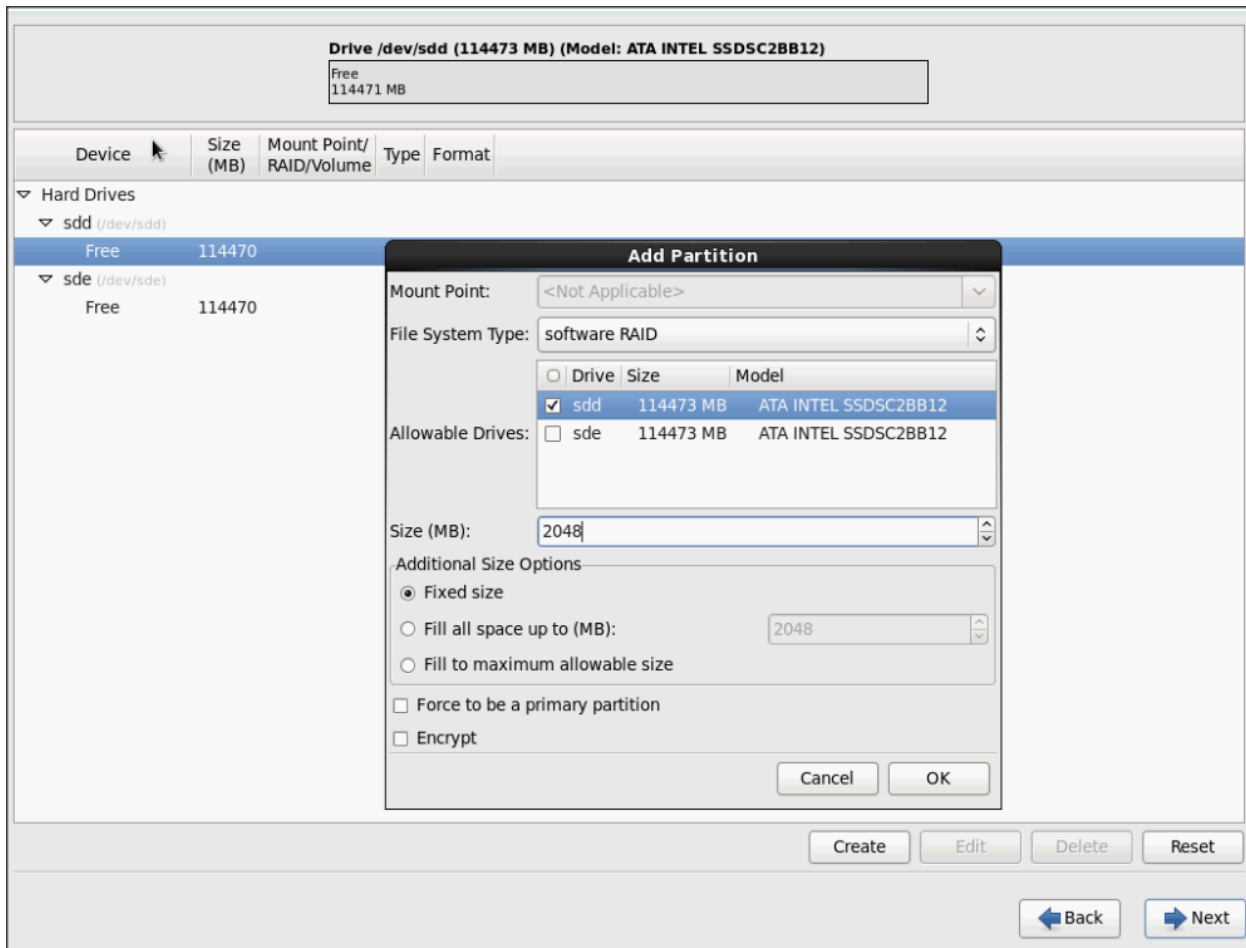 Drive /dev/sdd (114473 MB) (Model: ATA INTEL SSDSC2BB12)
Free
114471 MB
Device Size (MB) Mount Point/ RAID/Volume Type Format
Hard Drives
sdd (/dev/sdd)
Free 114470
sde (/dev/sde)
Free 114470
Add Partition
Mount Point: <Not Applicable>
File System Type: software RAID
Drive Size Model
sdd 114473 MB ATA INTEL SSDSC2BB12
Allowable Drives: sde 114473 MB ATA INTEL SSDSC2BB12
Size (MB): 2048
Additional Size Options
Fixed size
Fill all space up to (MB): 2048
Fill to maximum allowable size
Force to be a primary partition
Encrypt
Cancel OK
Create Edit Delete Reset
Back Next